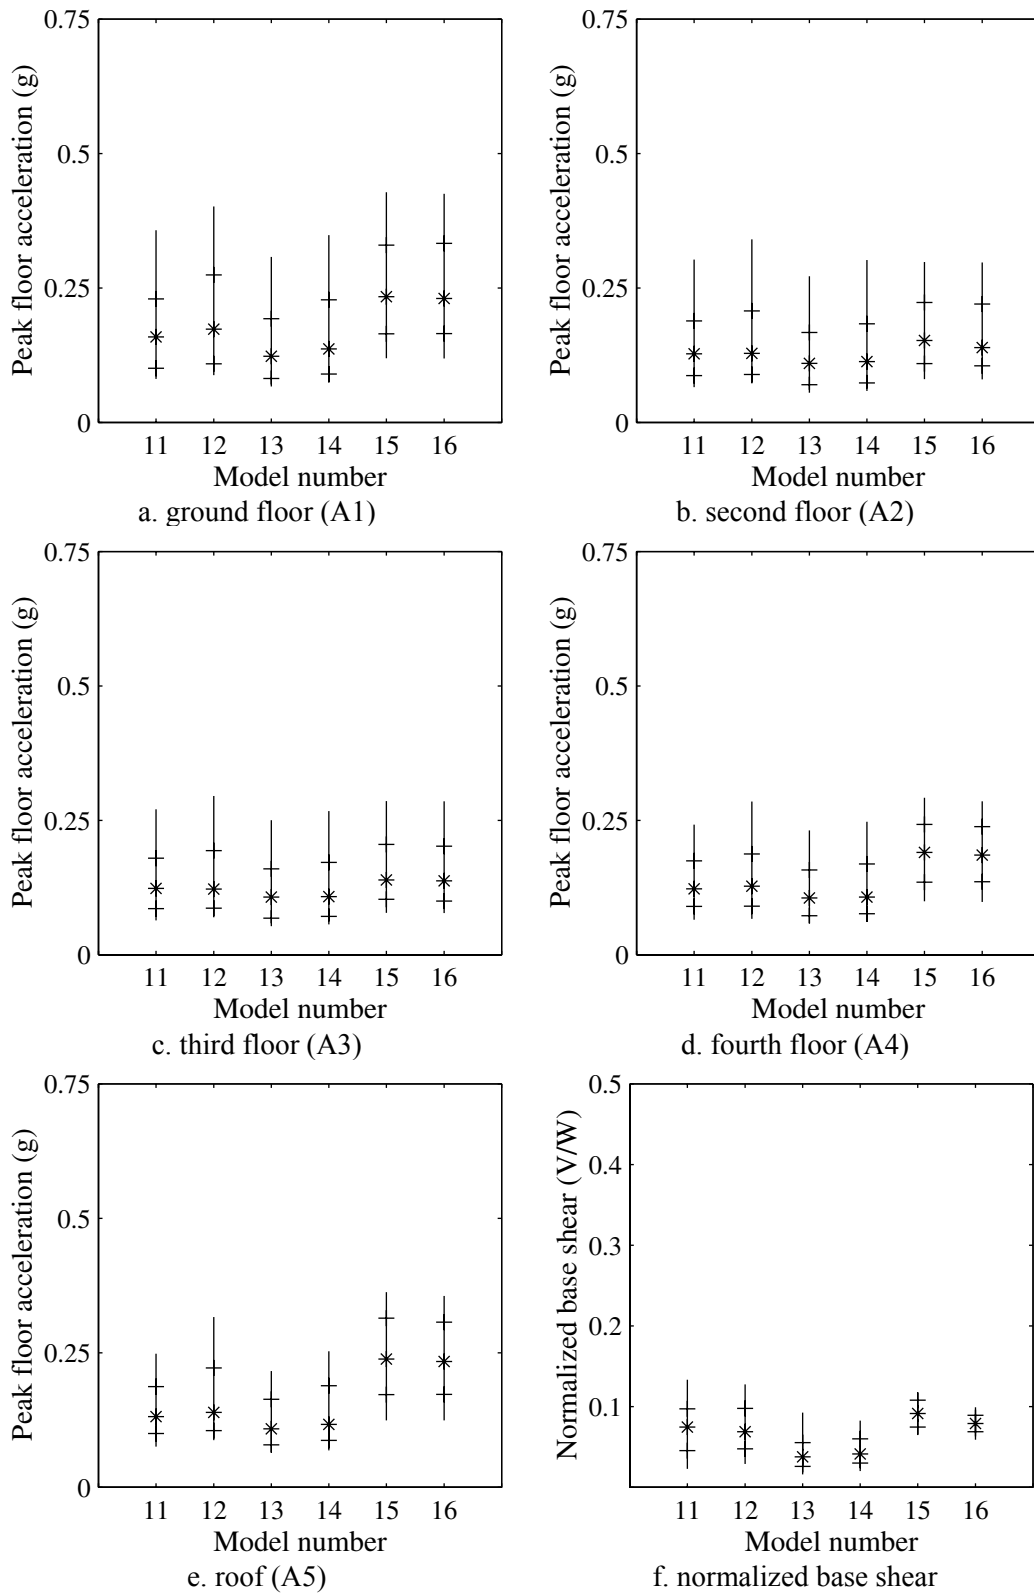 0.75
0.5
0.25
0
Peak floor acceleration (g)
11 12 13 14 15 16
Model number
a. ground floor (A1)
0.75
0.5
0.25
0
Peak floor acceleration (g)
11 12 13 14 15 16
Model number
b. second floor (A2)
0.75
0.5
0.25
0
Peak floor acceleration (g)
11 12 13 14 15 16
Model number
c. third floor (A3)
0.75
0.5
0.25
0
Peak floor acceleration (g)
11 12 13 14 15 16
Model number
d. fourth floor (A4)
0.75
0.5
0.25
0
Peak floor acceleration (g)
11 12 13 14 15 16
Model number
e. roof (A5)
0.5
0.4
0.3
0.2
0.1
Normalized base shear (V/W)
11 12 13 14 15 16
Model number
f. normalized base shear